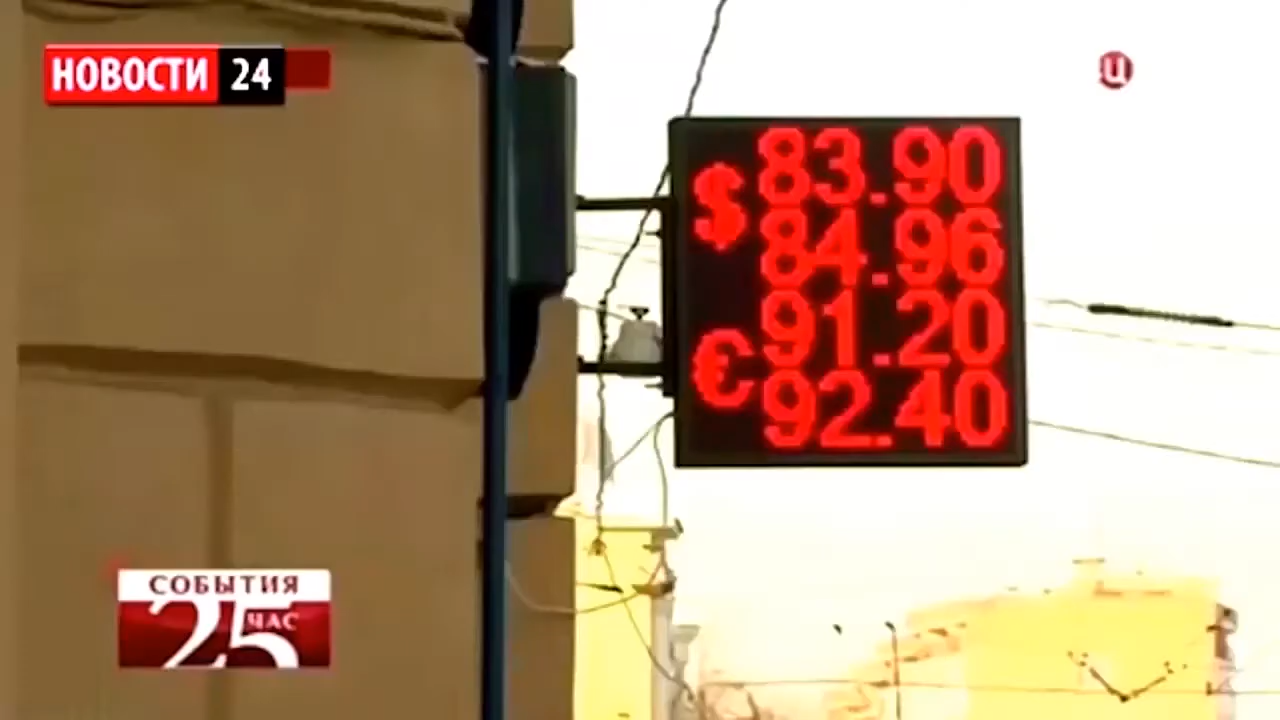 НОВОСТИ 24
Ц
$ 83.90
84.96
€ 91.20
92.40
СОБЫТИЯ
25 ЧАС